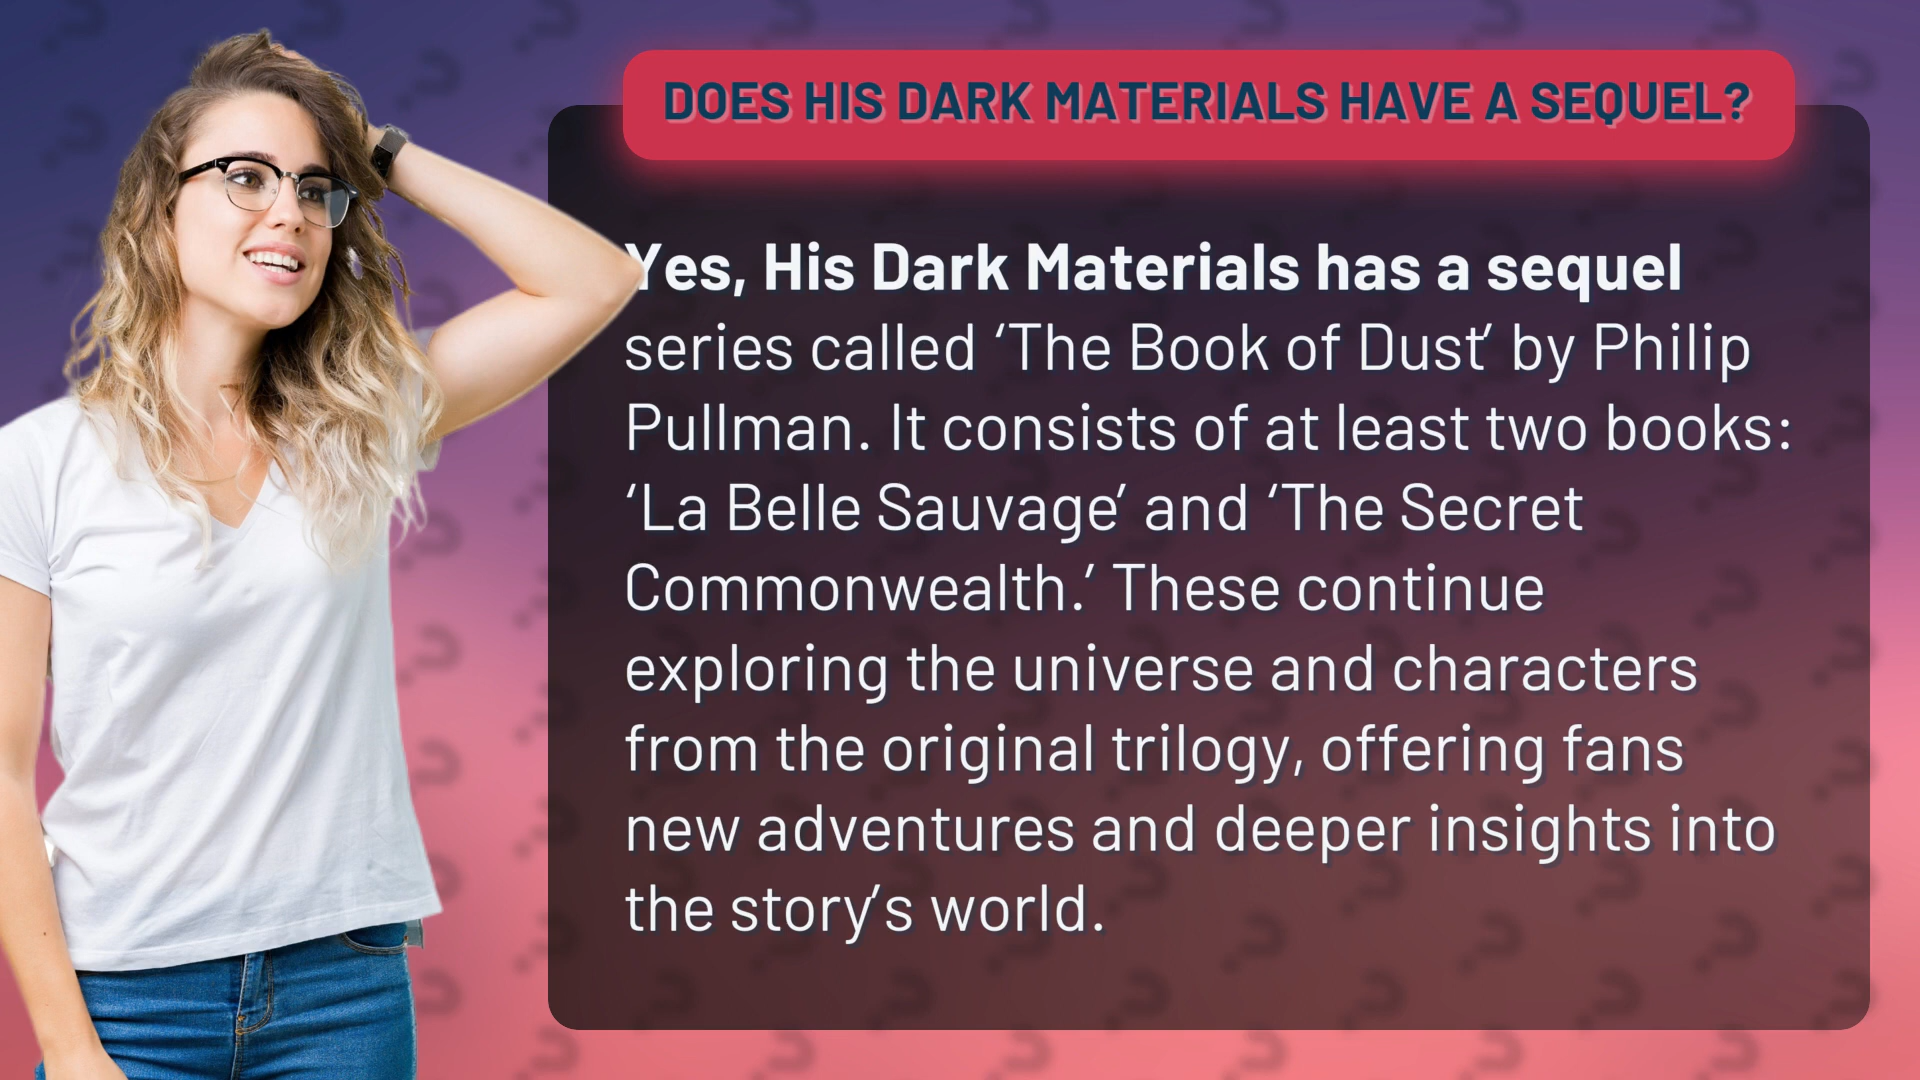 DOES HIS DARK MATERIALS HAVE A SEQUEL?
Yes, His Dark Materials has a sequel
series called ‘The Book of Dust’ by Philip
Pullman. It consists of at least two books:
‘La Belle Sauvage’ and ‘The Secret
Commonwealth.’ These continue
exploring the universe and characters
from the original trilogy, offering fans
new adventures and deeper insights into
the story’s world.